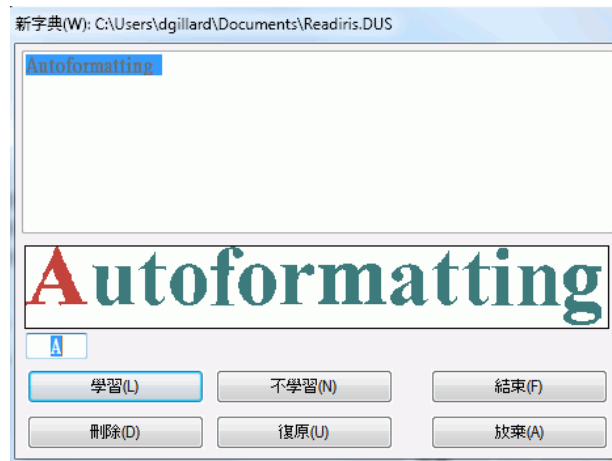 新字典(W): C:\Users\dgillard\Documents\Readiris.DUS
Autoformatting
Autoformatting
A
學習(L) 不學習(N) 結束(F)
刪除(D) 復原(U) 放棄(A)